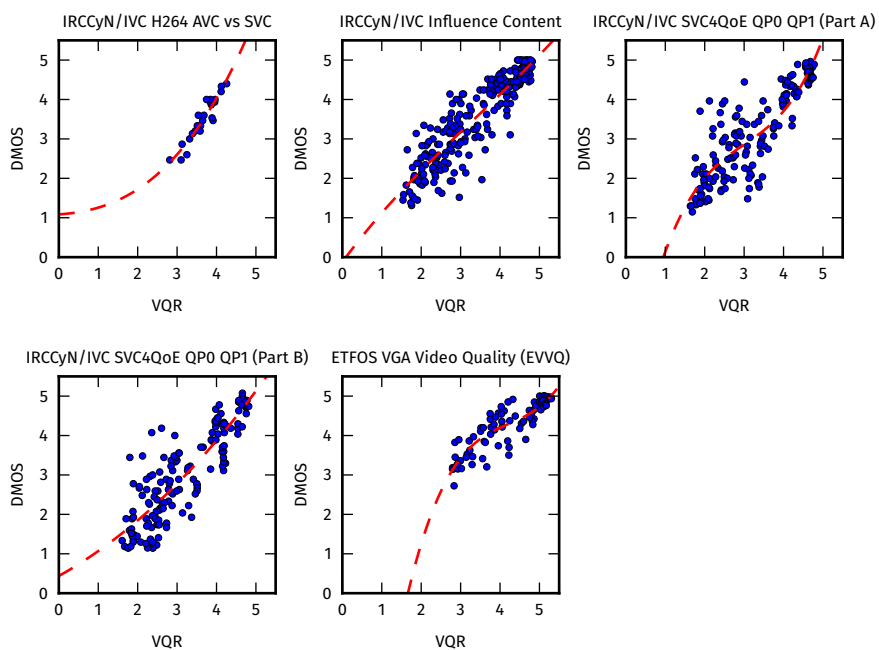 IRCCyN/IVC H264 AVC vs SVC
5
4
3
2
1
0
DMOS
0 1 2 3 4 5
VQR
IRCCyN/IVC Influence Content
5
4
3
2
1
0
DMOS
0 1 2 3 4 5
VQR
IRCCyN/IVC SVC4QoE QP0 QP1 (Part A)
5
4
3
2
1
0
DMOS
0 1 2 3 4 5
VQR
IRCCyN/IVC SVC4QoE QP0 QP1 (Part B)
5
4
3
2
1
0
DMOS
0 1 2 3 4 5
VQR
ETFOS VGA Video Quality (EVVQ)
5
4
3
2
1
0
DMOS
0 1 2 3 4 5
VQR